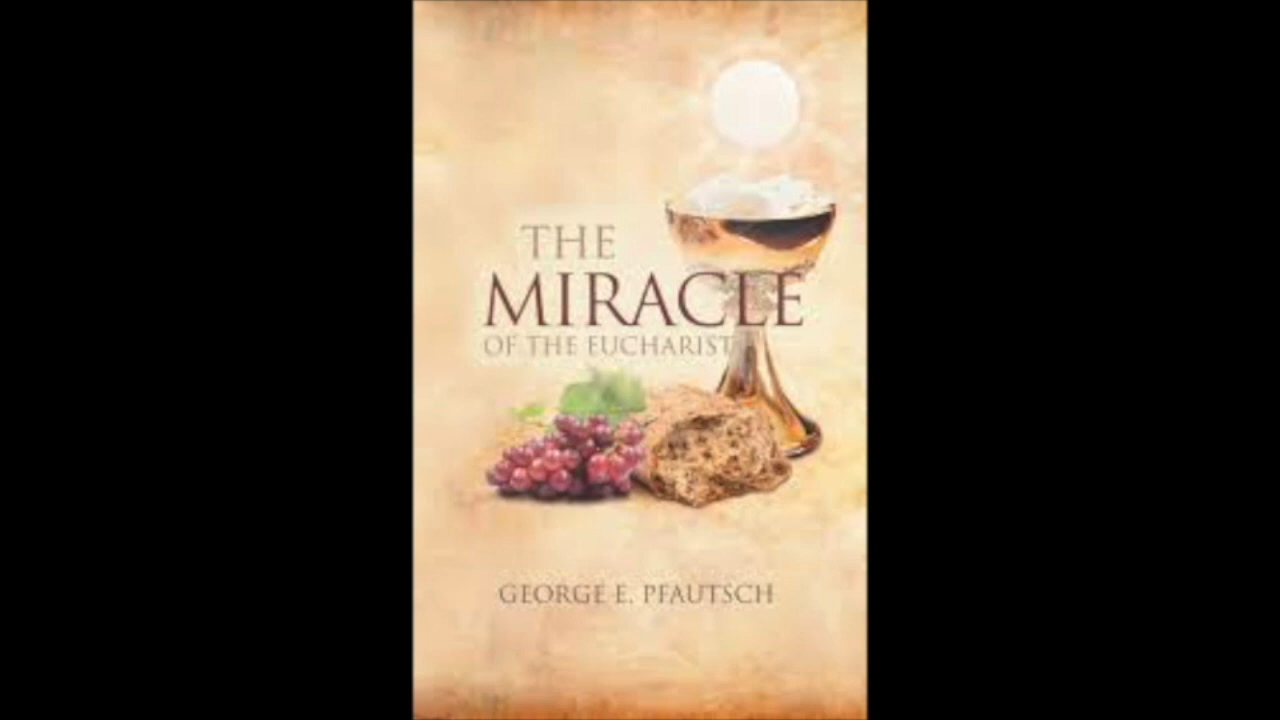 THE
MIRACLE
OF THE EUCHARIST
GEORGE E. PFAUTSCH